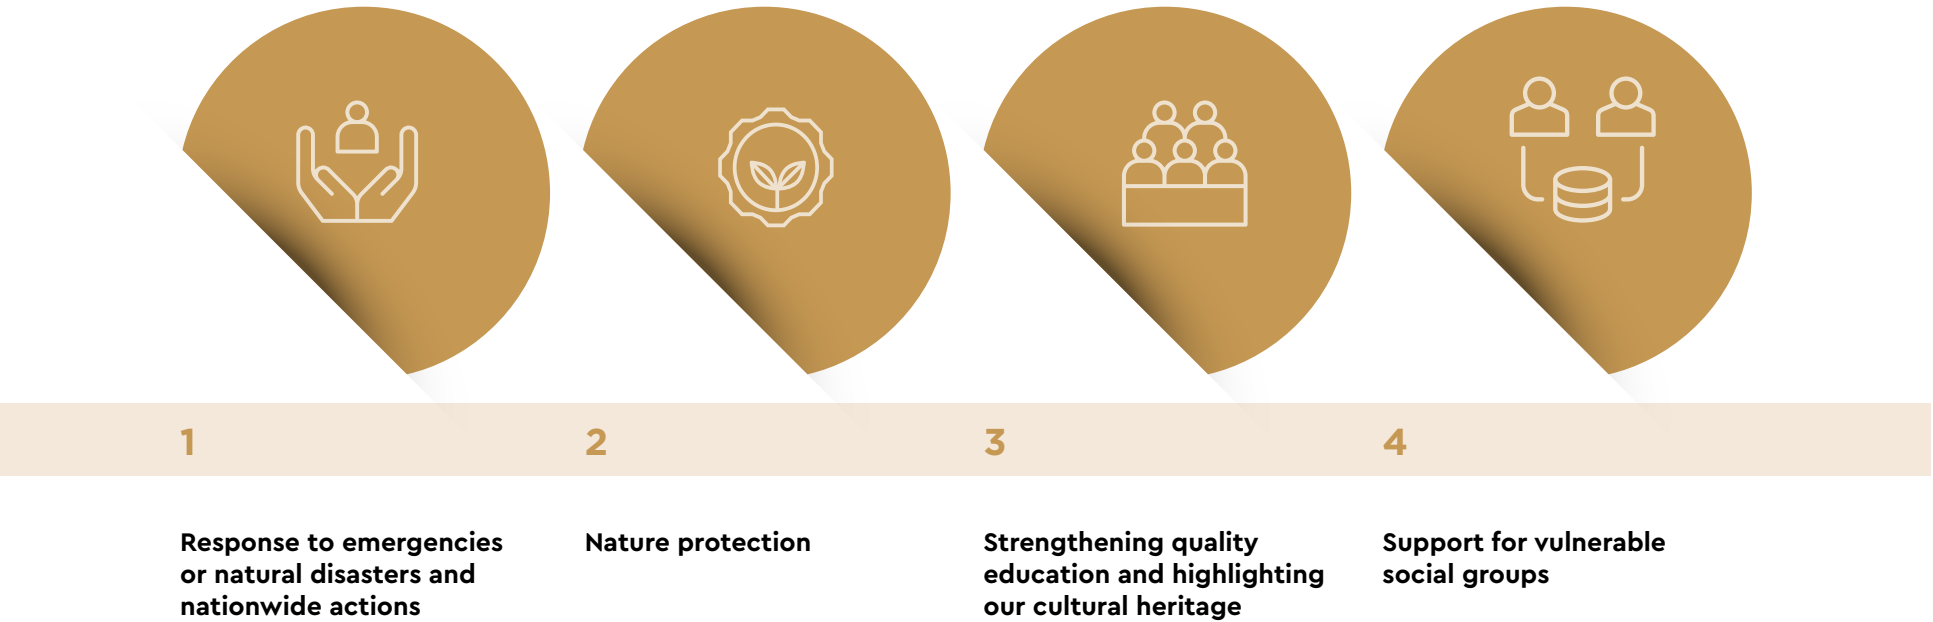 1
Response to emergencies
or natural disasters and
nationwide actions
2
Nature protection
3
Strengthening quality
education and highlighting
our cultural heritage
4
Support for vulnerable
social groups